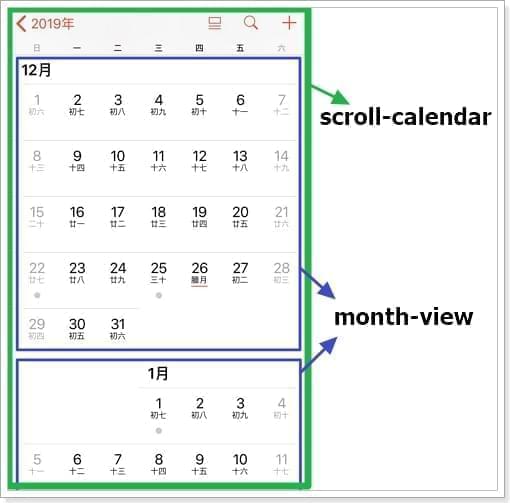 2019年
日 一 二 三 四 五 六
12月
1 2 3 4 5 6 7
初六 初七 初八 初九 初十 十一 十二
scroll-calendar
8 9 10 11 12 13 14
十三 十四 十五 十六 十七 十八 十九
15 16 17 18 19 20 21
二十 廿一 廿二 廿三 廿四 廿五 廿六
22 23 24 25 26 27 28
廿七 廿八 廿九 三十 腊月 初二 初三
month-view
29 30 31
初四 初五 初六
1月
1 2 3 4
初七 初八 初九 初十
5 6 7 8 9 10 11
十一 十二 十三 十四 十五 十六 十七